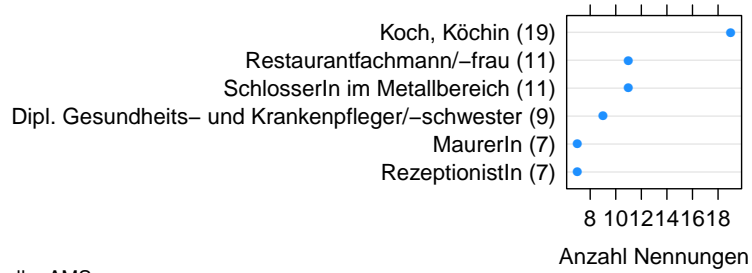 Koch, Köchin (19)
Restaurantfachmann/−frau (11)
SchlosserIn im Metallbereich (11)
Dipl. Gesundheits− und Krankenpfleger/−schwester (9)
MaurerIn (7)
RezeptionistIn (7)
8 10 12 14 16 18
Anzahl Nennungen
AMS